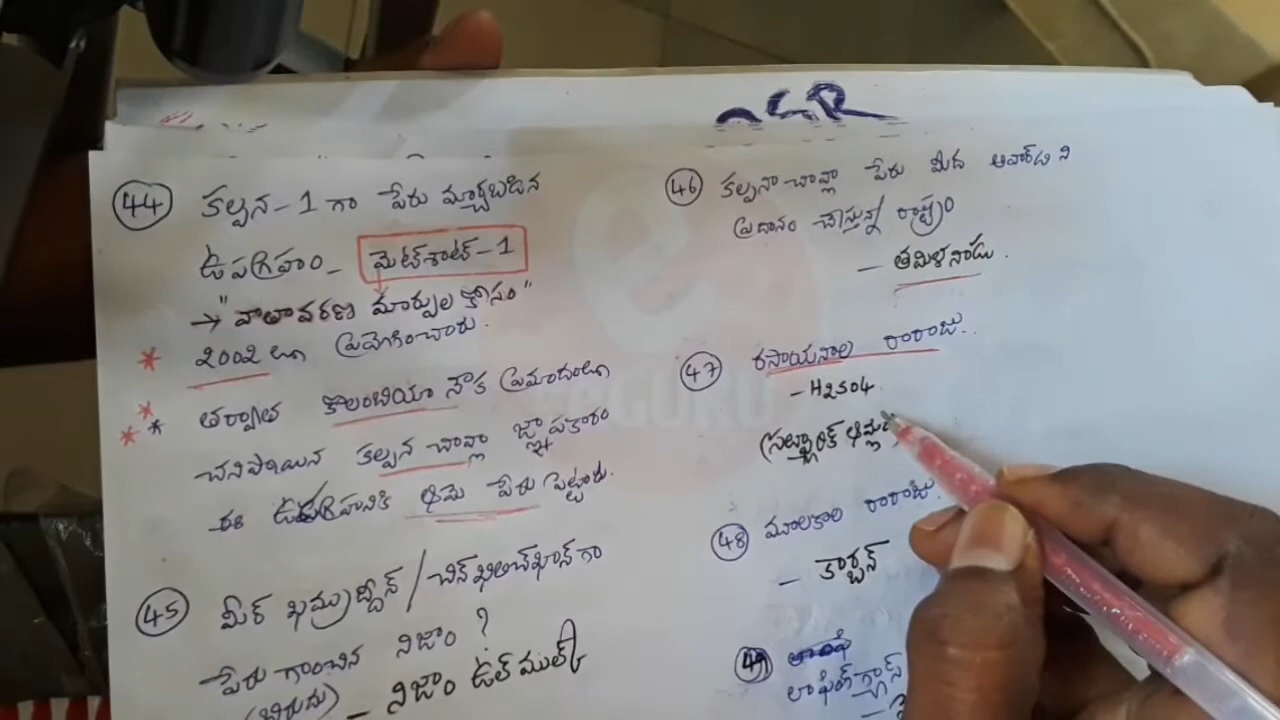 44 కల్పన-1 గా పేరు మార్చబడిన
ఉపగ్రహం - మెట్‌శాట్-1
→ "వాతావరణ మార్పుల కోసం"
* 2002 లో ప్రయోగించారు.
** తర్వాత కొలంబియా నౌక ప్రమాదంలో
చనిపోయిన కల్పన చావ్లా జ్ఞాపకారం
ఈ ఉపగ్రహానికి ఆమె పేరు పెట్టారు.
45 మీర్ ఖమ్రుద్దీన్/చిన్‌ఖిలిచ్‌ఖాన్ గా
పేరు గాంచిన నిజాం ?
(బిరుదు) - నిజాం ఉల్ ముల్క్
46 కల్పనా చావ్లా పేరు మీద అవార్డు ని
ప్రదానం చేస్తున్న రాష్ట్రం
- తమిళనాడు.
47 రసాయనాల రారాజు..
- H2SO4
(సల్ఫ్యూరిక్ ఆమ్ల
48 మూలకాల రారాజు.
- కార్బన్
49
లాఫింగ్ గ్యాస్
eGURU